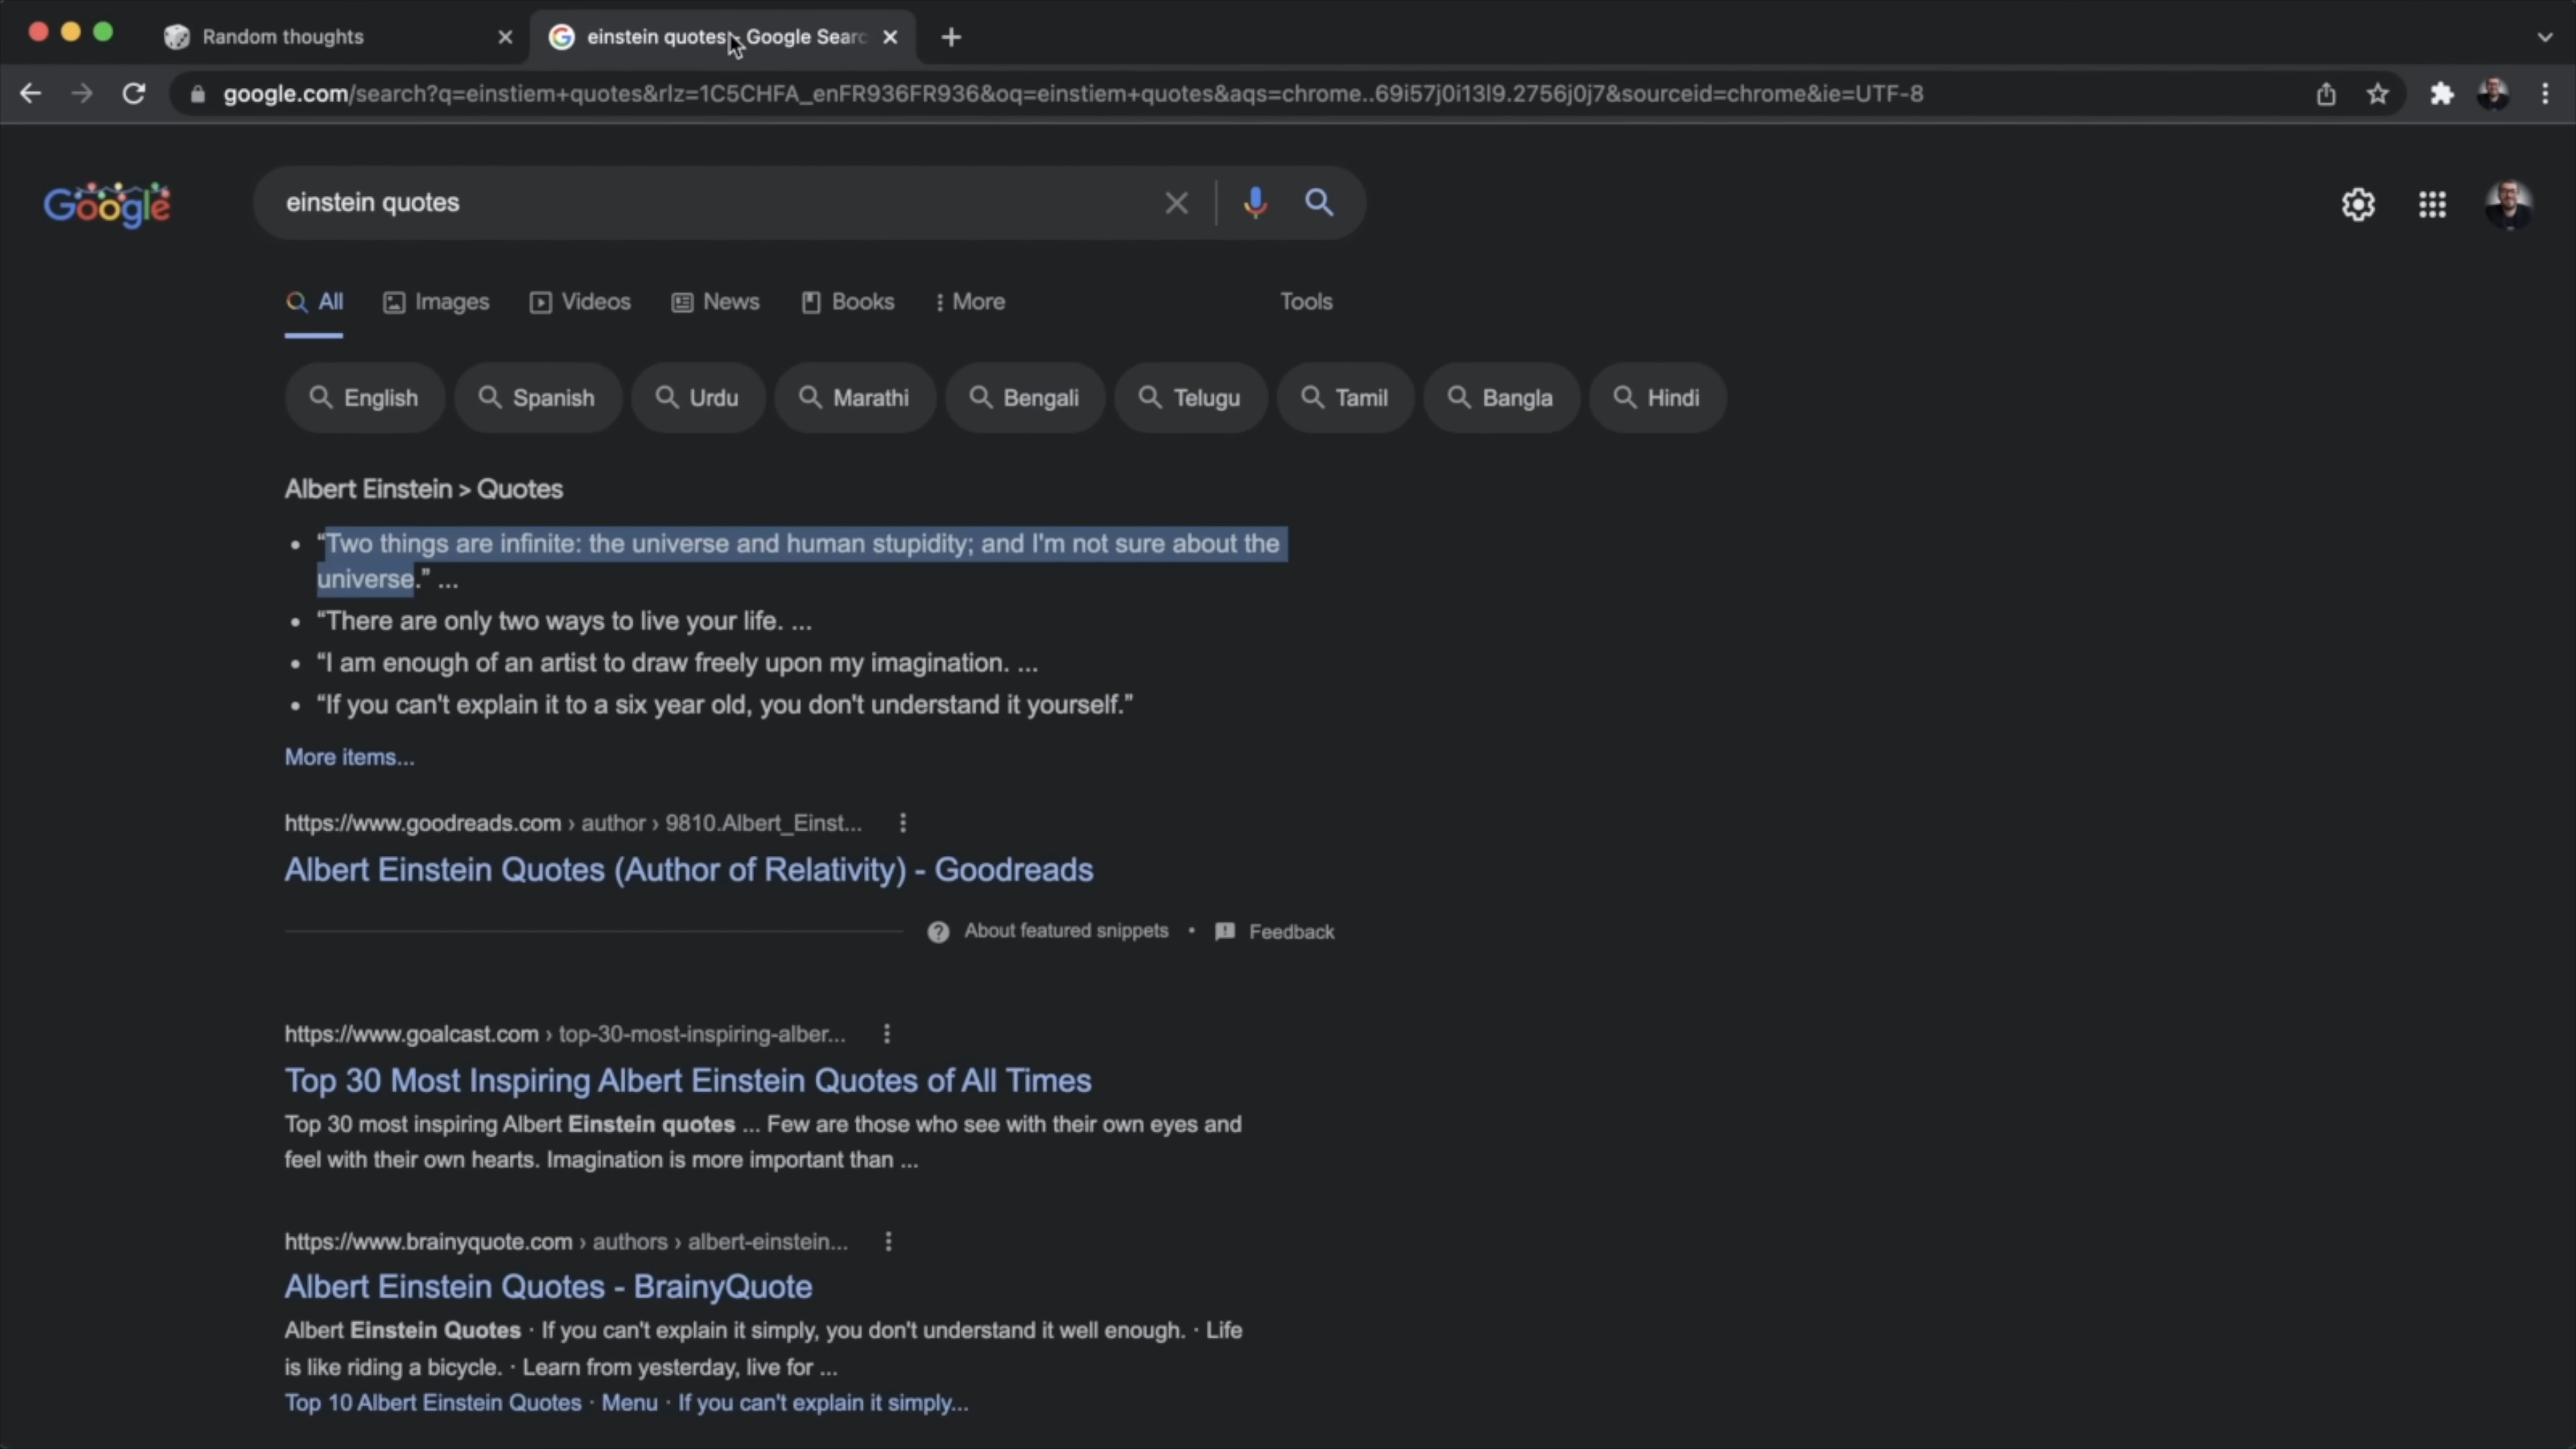 Random thoughts
einstein quotes - Google Searc
google.com/search?q=einstiem+quotes&rlz=1C5CHFA_enFR936FR936&oq=einstiem+quotes&aqs=chrome..69i57j0i13l9.2756j0j7&sourceid=chrome&ie=UTF-8
Google
einstein quotes
All Images Videos News Books More Tools
English Spanish Urdu Marathi Bengali Telugu Tamil Bangla Hindi
Albert Einstein > Quotes
• “Two things are infinite: the universe and human stupidity; and I'm not sure about the
universe.” ...
• “There are only two ways to live your life. ...
• “I am enough of an artist to draw freely upon my imagination. ...
• “If you can't explain it to a six year old, you don't understand it yourself.”
More items...
https://www.goodreads.com › author › 9810.Albert_Einst...
Albert Einstein Quotes (Author of Relativity) - Goodreads
About featured snippets • Feedback
https://www.goalcast.com › top-30-most-inspiring-alber...
Top 30 Most Inspiring Albert Einstein Quotes of All Times
Top 30 most inspiring Albert Einstein quotes ... Few are those who see with their own eyes and
feel with their own hearts. Imagination is more important than ...
https://www.brainyquote.com › authors › albert-einstein...
Albert Einstein Quotes - BrainyQuote
Albert Einstein Quotes · If you can't explain it simply, you don't understand it well enough. · Life
is like riding a bicycle. · Learn from yesterday, live for ...
Top 10 Albert Einstein Quotes · Menu · If you can't explain it simply...